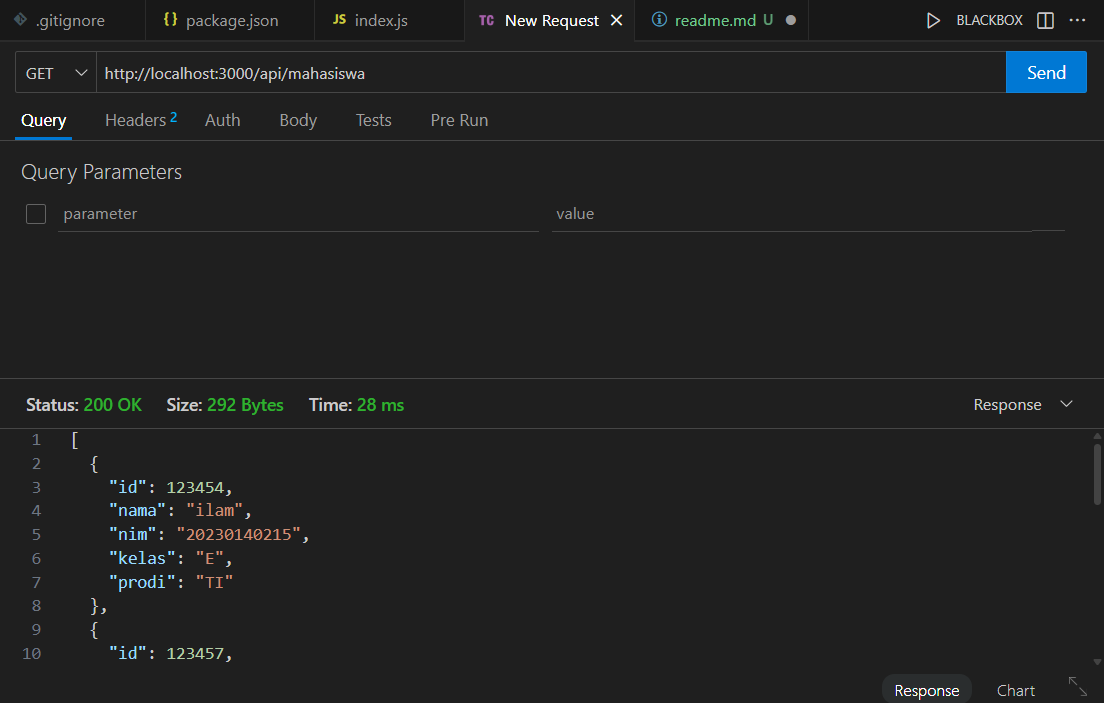 .gitignore {} package.json JS index.js TC New Request readme.md U BLACKBOX
GET http://localhost:3000/api/mahasiswa Send
Query Headers 2 Auth Body Tests Pre Run
Query Parameters
parameter value
Status: 200 OK Size: 292 Bytes Time: 28 ms Response
1 [
2 {
3 "id": 123454,
4 "nama": "ilam",
5 "nim": "20230140215",
6 "kelas": "E",
7 "prodi": "TI"
8 },
9 {
10 "id": 123457,
Response Chart